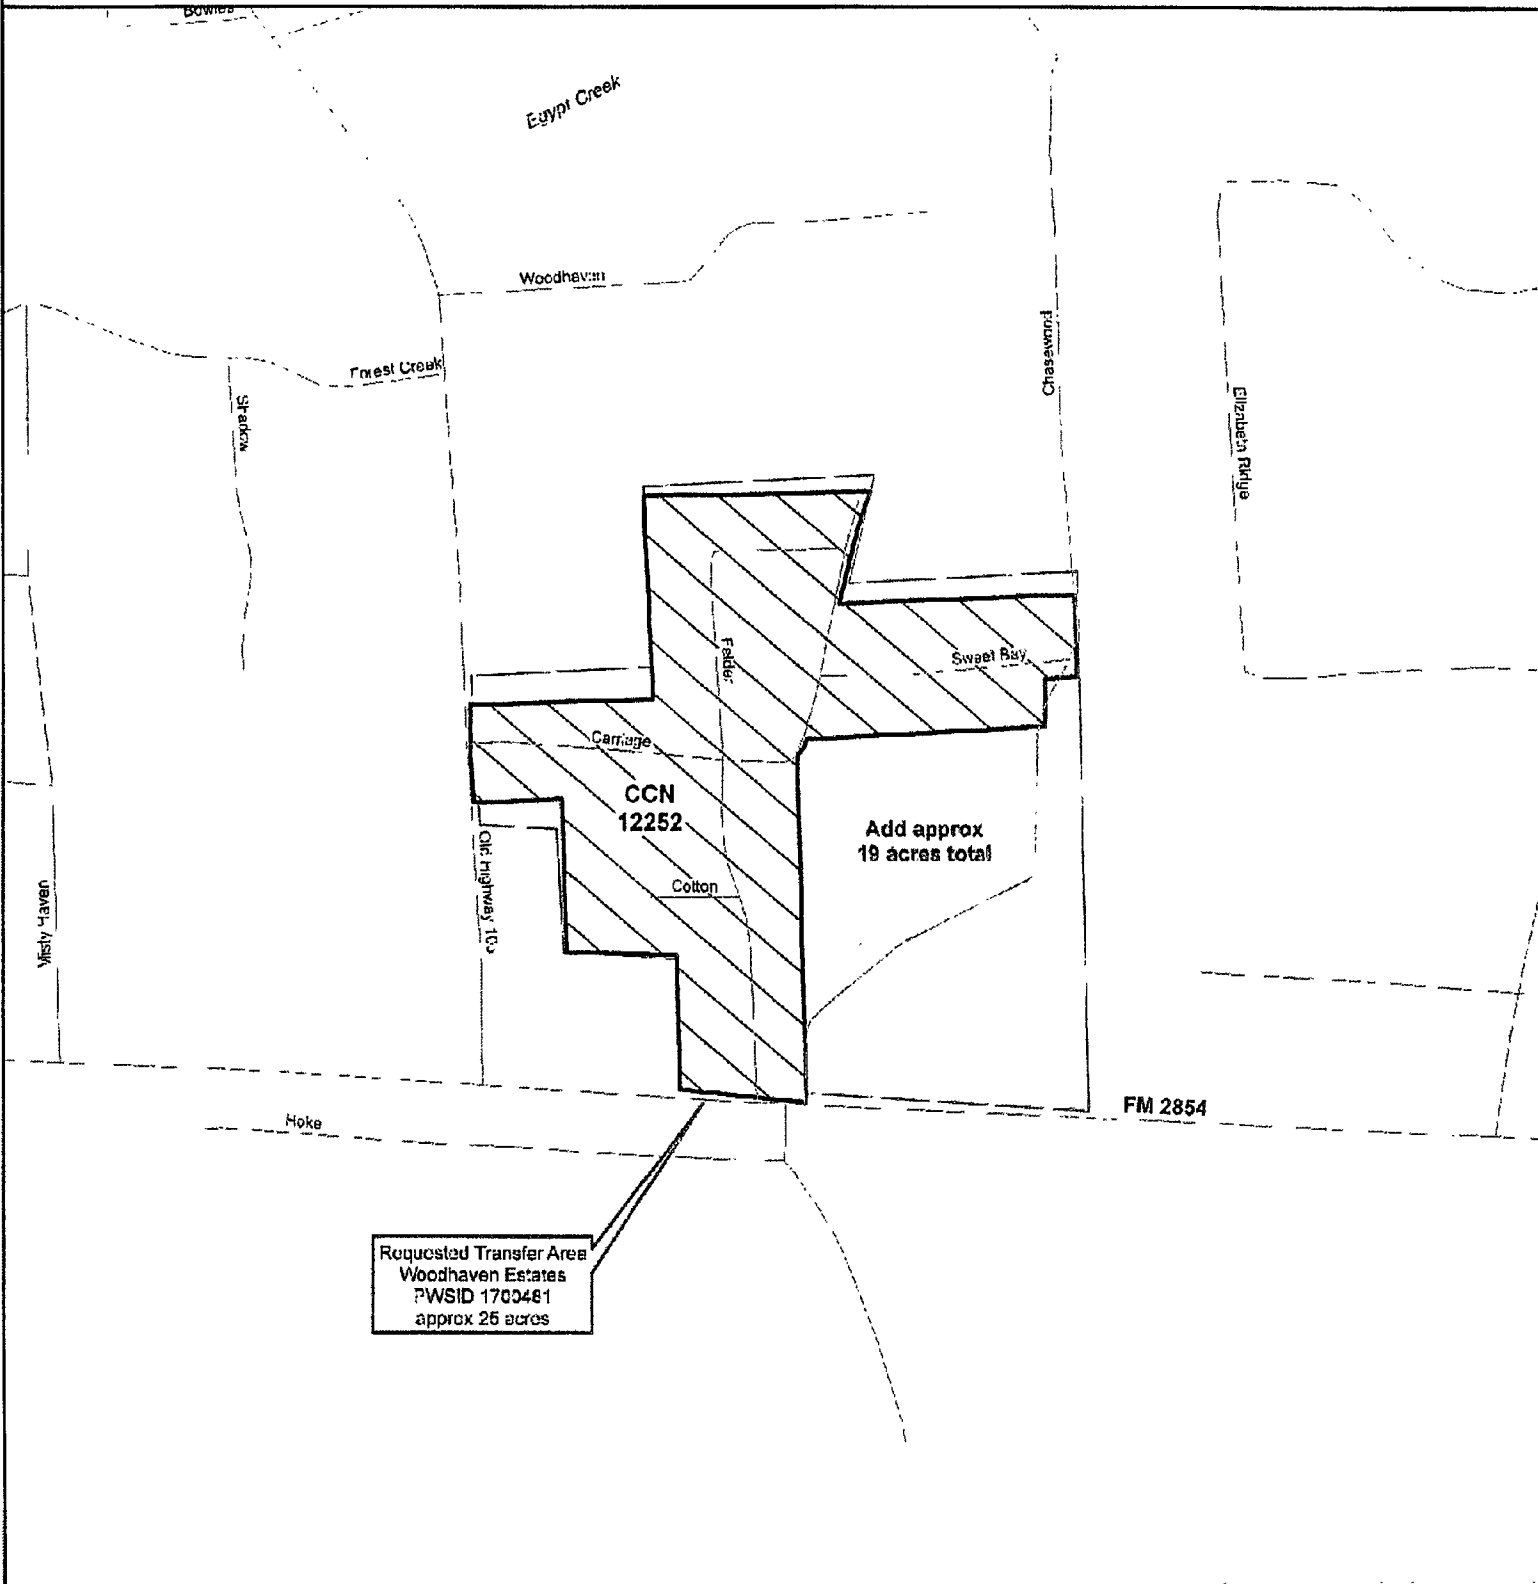 Bowles
Egypt Creek
Woodhaven
Chasewood
Forest Creek
Shadow
Elizabeth Ridge
Felder
Sweet Bay
Carriage
CCN
12252
Add approx
19 acres total
Old Highway 105
Cotton
Misty Haven
FM 2854
Hoke
Requested Transfer Area
Woodhaven Estates
PWSID 1700481
approx 25 acres